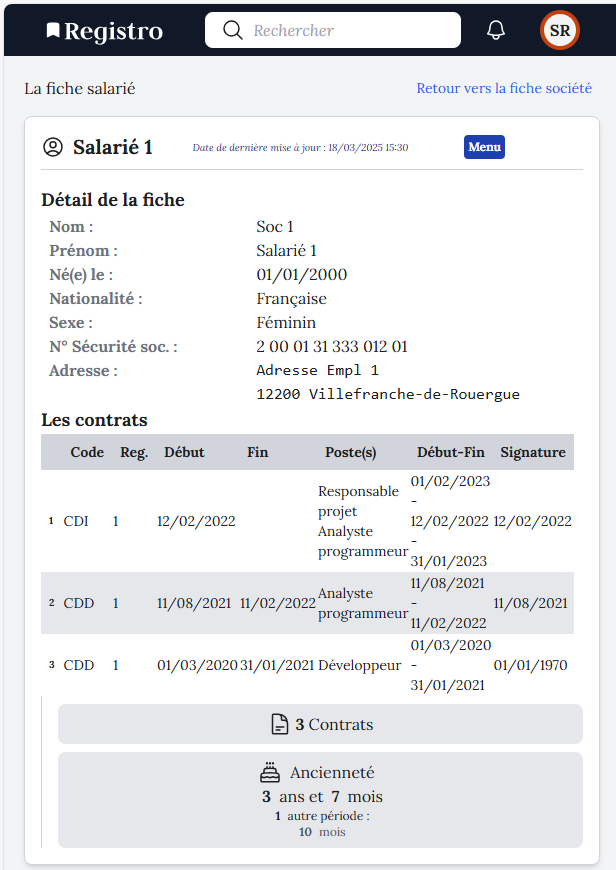 Registro
Rechercher
SR
La fiche salarié
Retour vers la fiche société
Salarié 1
Date de dernière mise à jour : 18/03/2025 15:30
Menu
Détail de la fiche
Nom : Soc 1
Prénom : Salarié 1
Né(e) le : 01/01/2000
Nationalité : Française
Sexe : Féminin
N° Sécurité soc. : 2 00 01 31 333 012 01
Adresse : Adresse Empl 1
12200 Villefranche-de-Rouergue
Les contrats
Code Reg. Début Fin Poste(s) Début-Fin Signature
01/02/2023
Responsable
-
projet
1 CDI 1 12/02/2022 12/02/2022 12/02/2022
Analyste
-
programmeur
31/01/2023
11/08/2021
Analyste
2 CDD 1 11/08/2021 11/02/2022 - 11/08/2021
programmeur
11/02/2022
01/03/2020
3 CDD 1 01/03/2020 31/01/2021 Développeur - 01/01/1970
31/01/2021
3 Contrats
Ancienneté
3 ans et 7 mois
1 autre période :
10 mois